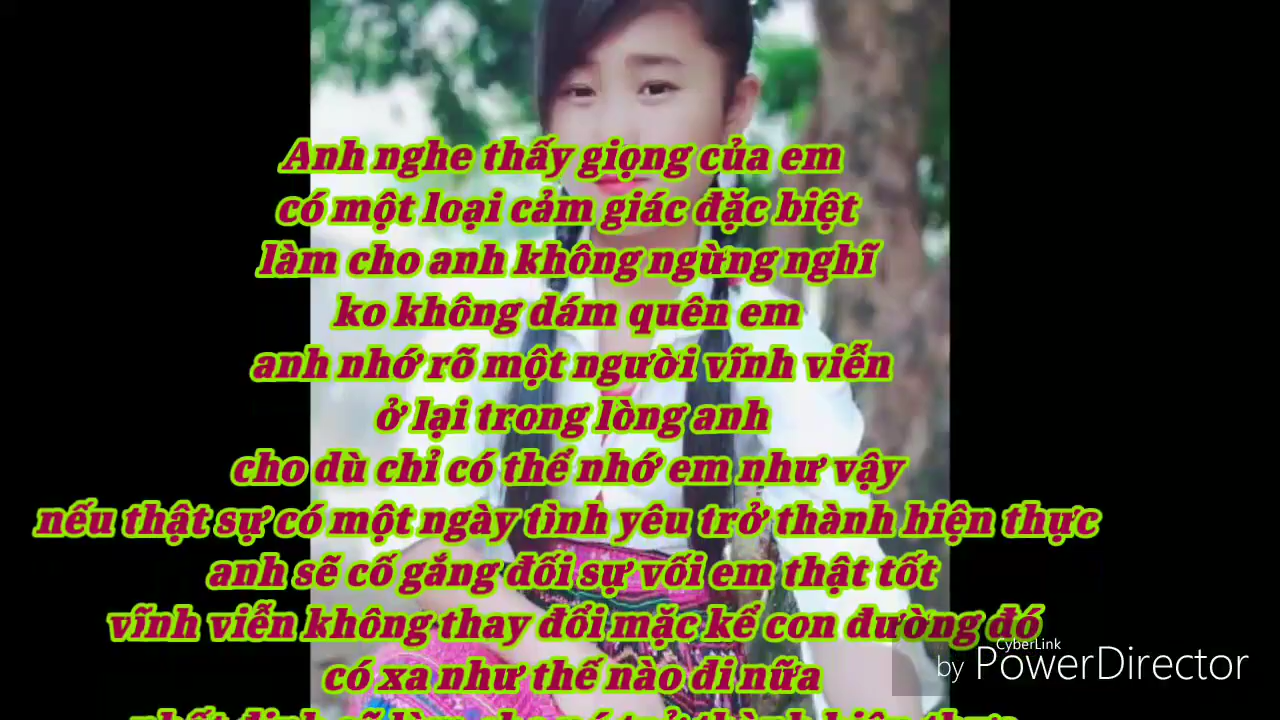 Anh nghe thấy giọng của em
có một loại cảm giác đặc biệt
làm cho anh không ngừng nghĩ
ko không dám quên em
anh nhớ rõ một người vĩnh viễn
ở lại trong lòng anh
cho dù chỉ có thể nhớ em như vậy
nếu thật sự có một ngày tình yêu trở thành hiện thực
anh sẽ cố gắng đối sự vối em thật tốt
vĩnh viễn không thay đổi mặc kể con đường đó
có xa như thế nào đi nữa
CyberLink
by PowerDirector